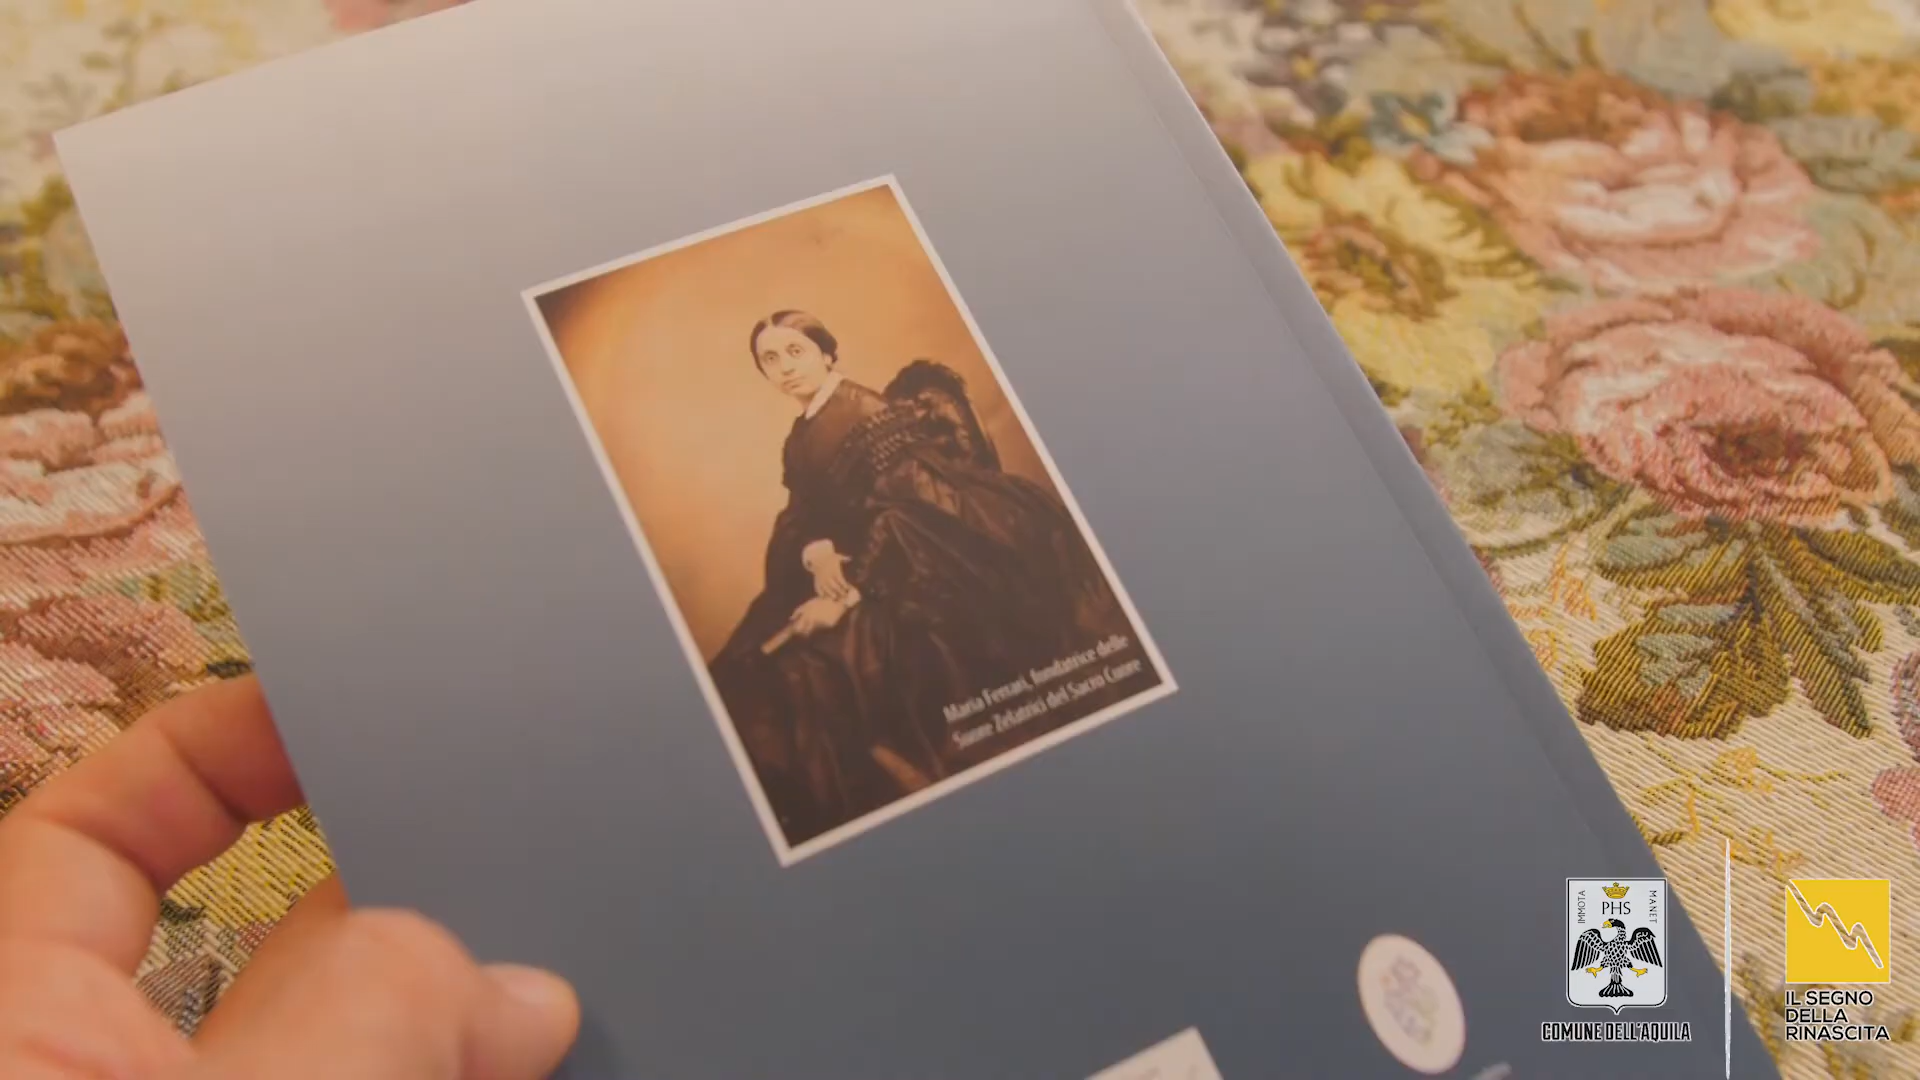 Maria Ferrari, fondatrice delle
Suore Zelatrici del Sacro Cuore
IMMOTA
PHS
MANET
COMUNE DELL'AQUILA
IL SEGNO
DELLA
RINASCITA